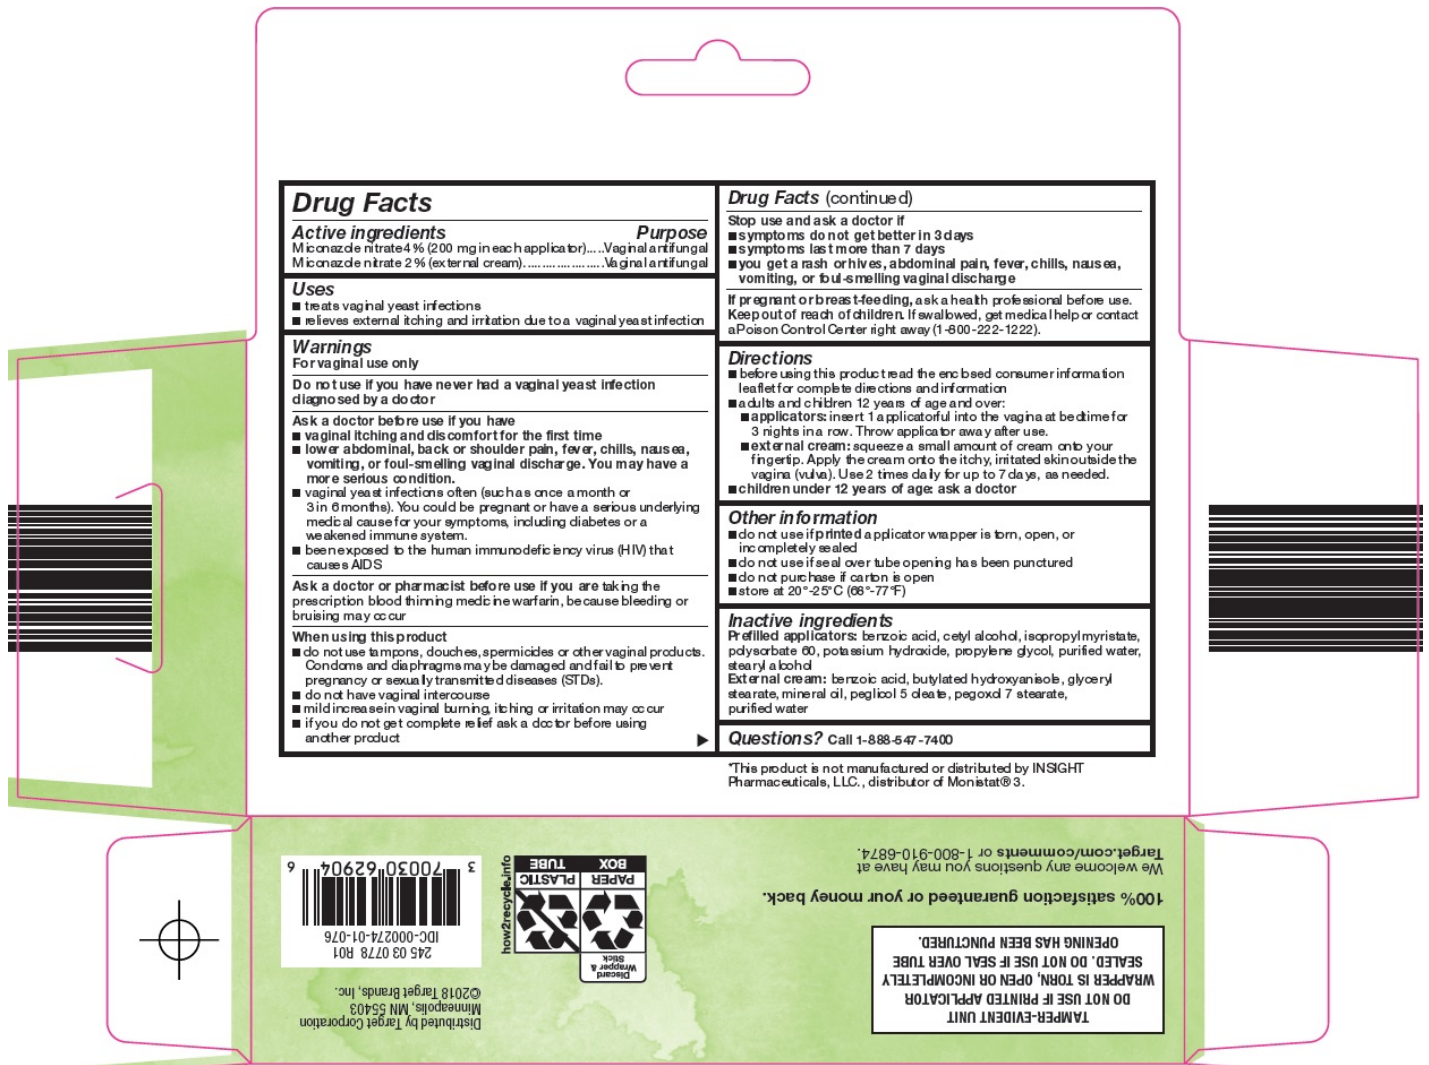 Drug Facts
Active ingredients Purpose
Miconazole nitrate 4% (200 mg in each applicator).....Vaginal antifungal
Miconazole nitrate 2% (external cream).....................Vaginal antifungal
Uses
■ treats vaginal yeast infections
■ relieves external itching and irritation due to a vaginal yeast infection
Warnings
For vaginal use only
Do not use if you have never had a vaginal yeast infection
diagnosed by a doctor
Ask a doctor before use if you have
■ vaginal itching and discomfort for the first time
■ lower abdominal, back or shoulder pain, fever, chills, nausea,
vomiting, or foul-smelling vaginal discharge. You may have a
more serious condition.
■ vaginal yeast infections often (such as once a month or
3 in 6 months). You could be pregnant or have a serious underlying
medical cause for your symptoms, including diabetes or a
weakened immune system.
■ been exposed to the human immunodeficiency virus (HIV) that
causes AIDS
Ask a doctor or pharmacist before use if you are taking the
prescription blood thinning medicine warfarin, because bleeding or
bruising may occur
When using this product
■ do not use tampons, douches, spermicides or other vaginal products.
Condoms and diaphragms may be damaged and fail to prevent
pregnancy or sexually transmitted diseases (STDs).
■ do not have vaginal intercourse
■ mild increase in vaginal burning, itching or irritation may occur
■ if you do not get complete relief ask a doctor before using
another product
Drug Facts (continued)
Stop use and ask a doctor if
■ symptoms do not get better in 3 days
■ symptoms last more than 7 days
■ you get a rash or hives, abdominal pain, fever, chills, nausea,
vomiting, or foul-smelling vaginal discharge
If pregnant or breast-feeding, ask a health professional before use.
Keep out of reach of children. If swallowed, get medical help or contact
a Poison Control Center right away (1-800-222-1222).
Directions
■ before using this product read the enclosed consumer information
leaflet for complete directions and information
■ adults and children 12 years of age and over:
■ applicators: insert 1 applicatorful into the vagina at bedtime for
3 nights in a row. Throw applicator away after use.
■ external cream: squeeze a small amount of cream onto your
fingertip. Apply the cream onto the itchy, irritated skin outside the
vagina (vulva). Use 2 times daily for up to 7 days, as needed.
■ children under 12 years of age: ask a doctor
Other information
■ do not use if printed applicator wrapper is torn, open, or
incompletely sealed
■ do not use if seal over tube opening has been punctured
■ do not purchase if carton is open
■ store at 20°-25°C (68°-77°F)
Inactive ingredients
Prefilled applicators: benzoic acid, cetyl alcohol, isopropyl myristate,
polysorbate 60, potassium hydroxide, propylene glycol, purified water,
stearyl alcohol
External cream: benzoic acid, butylated hydroxyanisole, glyceryl
stearate, mineral oil, peglicol 5 oleate, pegoxol 7 stearate,
purified water
Questions? Call 1-888-547-7400
*This product is not manufactured or distributed by INSIGHT
Pharmaceuticals, LLC., distributor of Monistat® 3.
TAMPER-EVIDENT UNIT
DO NOT USE IF PRINTED APPLICATOR
WRAPPER IS TORN, OPEN OR INCOMPLETELY
SEALED. DO NOT USE IF SEAL OVER TUBE
OPENING HAS BEEN PUNCTURED.
100% satisfaction guaranteed or your money back.
We welcome any questions you may have at
Target.com/comments or 1-800-910-6874.
Discard
Wrapper &
Stick
PAPER
BOX
PLASTIC
TUBE
how2recycle.info
Distributed by Target Corporation
Minneapolis, MN 55403
©2018 Target Brands, Inc.
245 03 0778 R01
IDC-000274-01-076
3 70030 62904 6